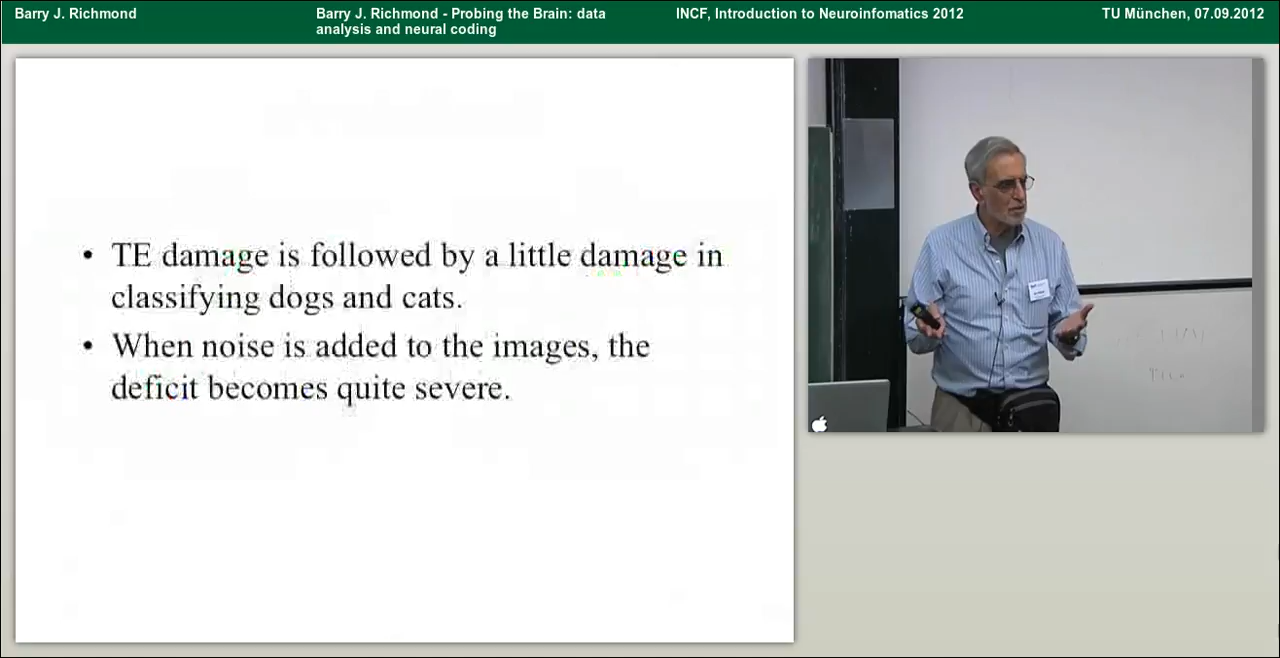 Barry J. Richmond
Barry J. Richmond - Probing the Brain: data
analysis and neural coding
INCF, Introduction to Neuroinfomatics 2012
TU München, 07.09.2012
• TE damage is followed by a little damage in
classifying dogs and cats.
• When noise is added to the images, the
deficit becomes quite severe.